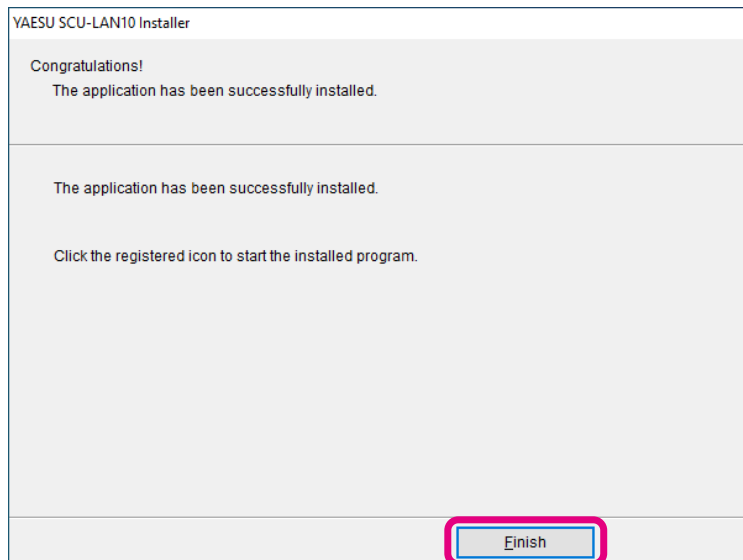 YAESU SCU-LAN10 Installer
Congratulations!
The application has been successfully installed.
The application has been successfully installed.
Click the registered icon to start the installed program.
Finish